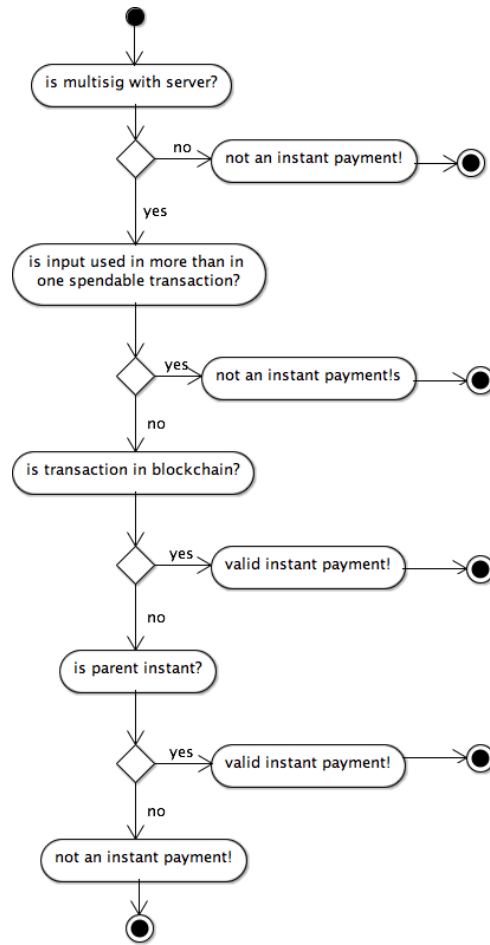 is multisig with server?
no
not an instant payment!
yes
is input used in more than in
one spendable transaction?
yes
not an instant payment!s
no
is transaction in blockchain?
yes
valid instant payment!
no
is parent instant?
yes
valid instant payment!
no
not an instant payment!